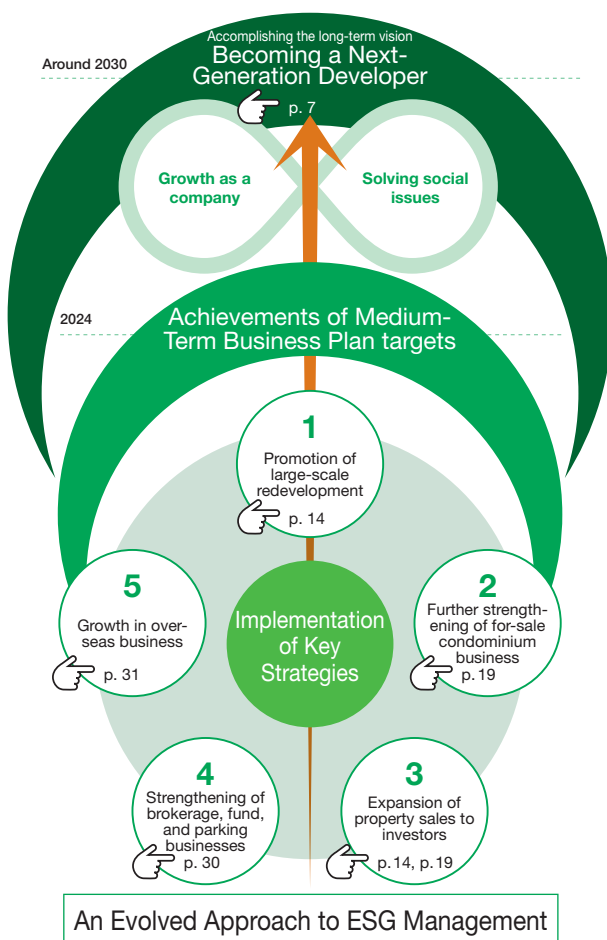 Accomplishing the long-term vision
Becoming a Next-
Generation Developer
Around 2030
p. 7
Growth as a
company
Solving social
issues
2024
Achievements of Medium-
Term Business Plan targets
1
Promotion of
large-scale
redevelopment
p. 14
5
Growth in over-
seas business
p. 31
Implementation
of Key
Strategies
2
Further strength-
ening of for-sale
condominium
business
p. 19
4
Strengthening of
brokerage, fund,
and parking
businesses
p. 30
3
Expansion of
property sales to
investors
p. 14, p. 19
An Evolved Approach to ESG Management